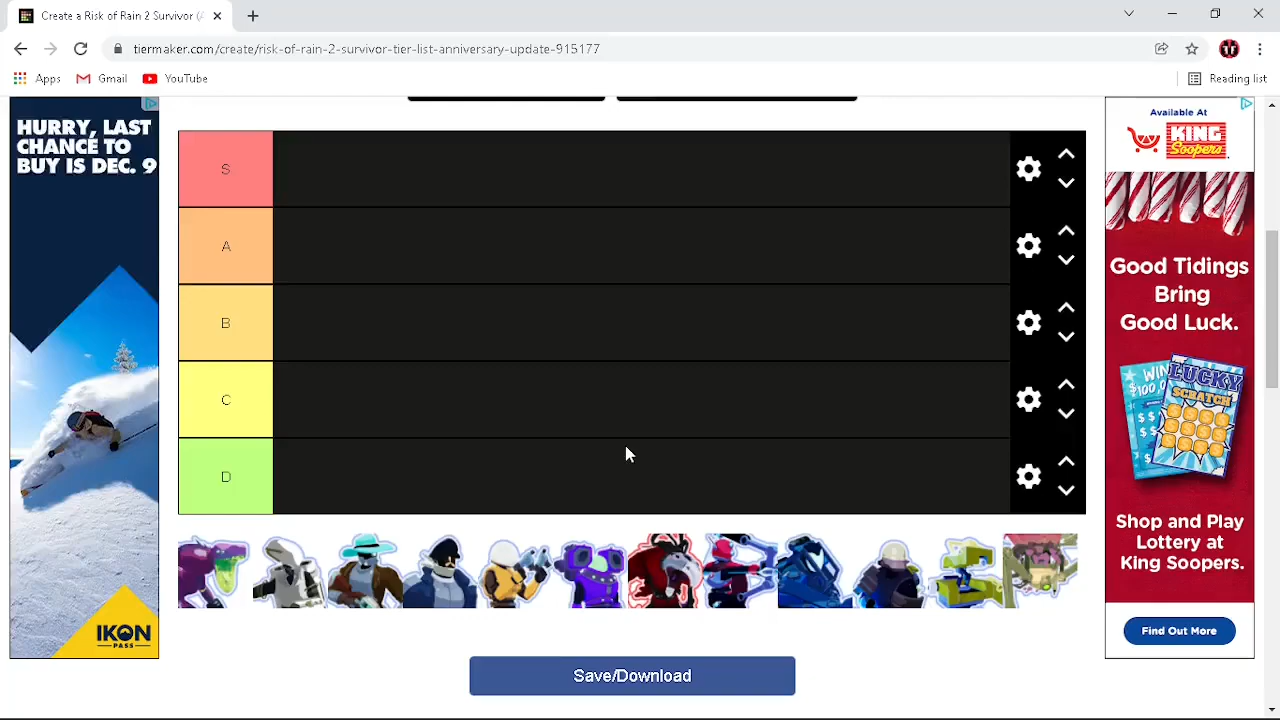 Create a Risk of Rain 2 Survivor (A
tiermaker.com/create/risk-of-rain-2-survivor-tier-list-anniversary-update-915177
Apps Gmail YouTube Reading list
HURRY, LAST
CHANCE TO
BUY IS DEC. 9
IKON
PASS
S
A
B
C
D
Save/Download
Available At
KING
Soopers
Good Tidings
Bring
Good Luck.
WIN
$100,0
LUCKY
SCRATCH
Shop and Play
Lottery at
King Soopers.
Find Out More